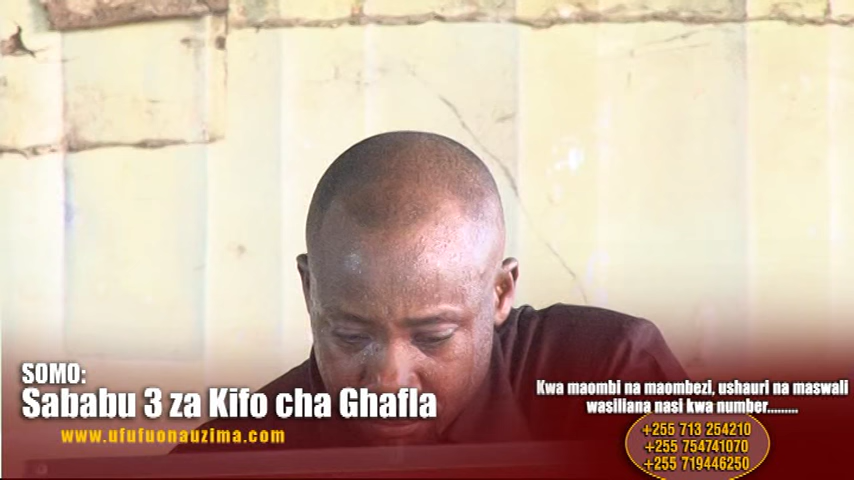 SOMO:
Sababu 3 za Kifo cha Ghafla
www.ufufuonauzima.com
Kwa maombi na maombezi, ushauri na maswali
wasiliana nasi kwa number.........
+255 713 254210
+255 754741070
+255 719446250